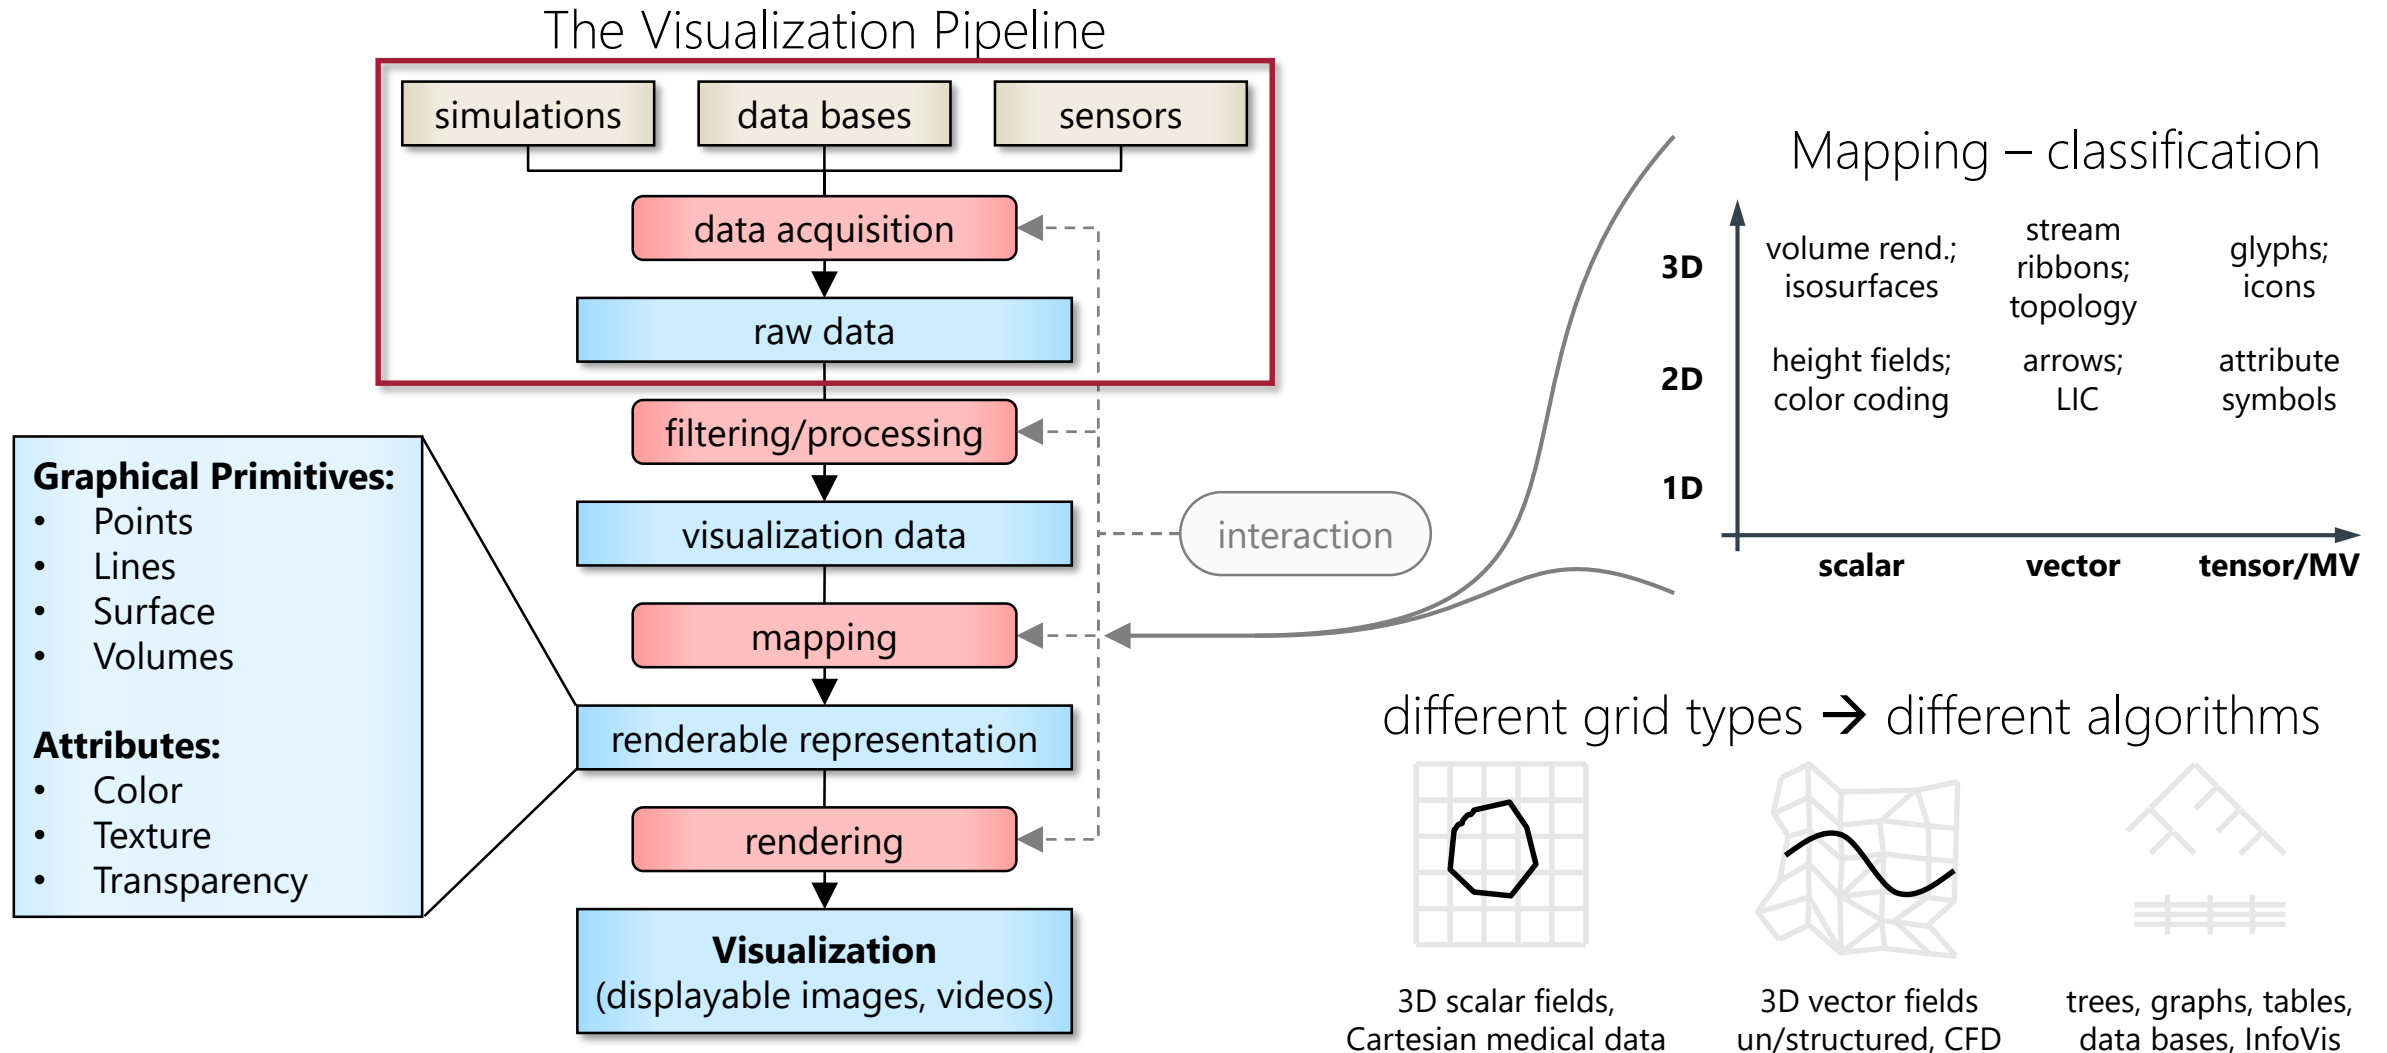 The Visualization Pipeline
simulations
data bases
sensors
data acquisition
raw data
filtering/processing
visualization data
interaction
mapping
renderable representation
rendering
Visualization
(displayable images, videos)
Graphical Primitives:
• Points
• Lines
• Surface
• Volumes
Attributes:
• Color
• Texture
• Transparency
Mapping – classification
3D
volume rend.;
isosurfaces
stream
ribbons;
topology
glyphs;
icons
2D
height fields;
color coding
arrows;
LIC
attribute
symbols
1D
scalar
vector
tensor/MV
different grid types → different algorithms
3D scalar fields,
Cartesian medical data
3D vector fields
un/structured, CFD
trees, graphs, tables,
data bases, InfoVis